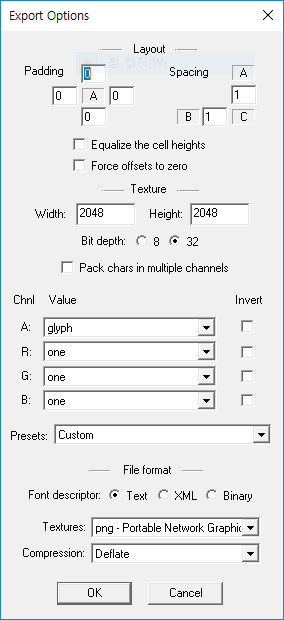 Export Options
Layout
Padding 0 Spacing A
0 A 0 1
0 B 1 C
Equalize the cell heights
Force offsets to zero
Texture
Width: 2048 Height: 2048
Bit depth: 8 32
Pack chars in multiple channels
Chnl Value Invert
A: glyph
R: one
G: one
B: one
Presets: Custom
File format
Font descriptor: Text XML Binary
Textures: png - Portable Network Graphic
Compression: Deflate
OK Cancel